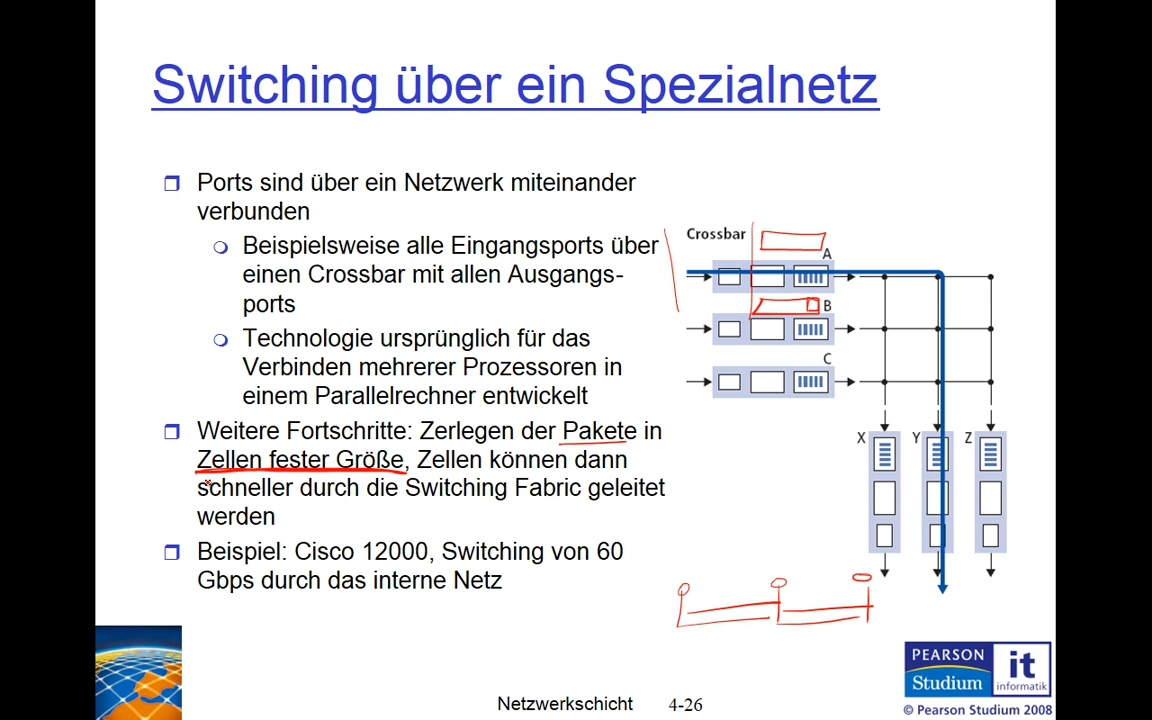 Switching über ein Spezialnetz
Ports sind über ein Netzwerk miteinander
verbunden
Beispielsweise alle Eingangsports über
einen Crossbar mit allen Ausgangs-
ports
Technologie ursprünglich für das
Verbinden mehrerer Prozessoren in
einem Parallelrechner entwickelt
Weitere Fortschritte: Zerlegen der Pakete in
Zellen fester Größe, Zellen können dann
schneller durch die Switching Fabric geleitet
werden
Beispiel: Cisco 12000, Switching von 60
Gbps durch das interne Netz
Crossbar
A
B
C
X
Y
Z
Netzwerkschicht
4-26
PEARSON
Studium
it
informatik
© Pearson Studium 2008